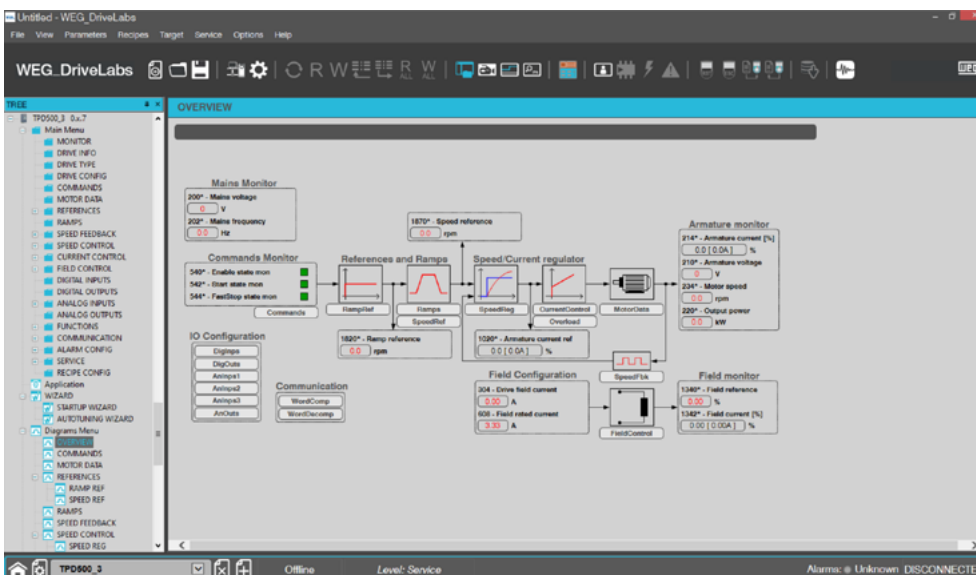 Untitled - WEG_DriveLabs
File View Parameters Recipes Target Service Options Help
WEG_DriveLabs
R W R ALL W ALL
WEG
TREE
OVERVIEW
TPD500_3 0.x.7
Main Menu
MONITOR
DRIVE INFO
DRIVE TYPE
DRIVE CONFIG
COMMANDS
MOTOR DATA
REFERENCES
RAMPS
SPEED FEEDBACK
SPEED CONTROL
CURRENT CONTROL
FIELD CONTROL
DIGITAL INPUTS
DIGITAL OUTPUTS
ANALOG INPUTS
ANALOG OUTPUTS
FUNCTIONS
COMMUNICATION
ALARM CONFIG
SERVICE
RECIPE CONFIG
Application
WIZARD
STARTUP WIZARD
AUTOTUNING WIZARD
Diagrams Menu
OVERVIEW
COMMANDS
MOTOR DATA
REFERENCES
RAMP REF
SPEED REF
RAMPS
SPEED FEEDBACK
SPEED CONTROL
SPEED REG
Mains Monitor
200* - Mains voltage
0 V
202* - Mains frequency
0.0 Hz
1870* - Speed reference
0.0 rpm
Commands Monitor
540* - Enable state mon
542* - Start state mon
544* - FastStop state mon
Commands
References and Ramps
RampRef
Ramps
SpeedRef
Speed/Current regulator
SpeedReg
CurrentControl
Overload
MotorData
Armature monitor
214* - Armature current [%]
0.0 [ 0.0A ] %
210* - Armature voltage
0 V
234* - Motor speed
0.0 rpm
220* - Output power
0.0 kW
1820* - Ramp reference
0.0 rpm
1020* - Armature current ref
0.0 [ 0.0A ] %
SpeedFbk
IO Configuration
DigInps
DigOuts
AnInps1
AnInps2
AnInps3
AnOuts
Communication
WordComp
WordDecomp
Field Configuration
304 - Drive field current
0.00 A
608 - Field rated current
3.33 A
FieldControl
Field monitor
1340* - Field reference
0.00 %
1342* - Field current [%]
0.00 [ 0.00A ] %
TPD500_3
Offline
Level: Service
Alarms: Unknown DISCONNECTE